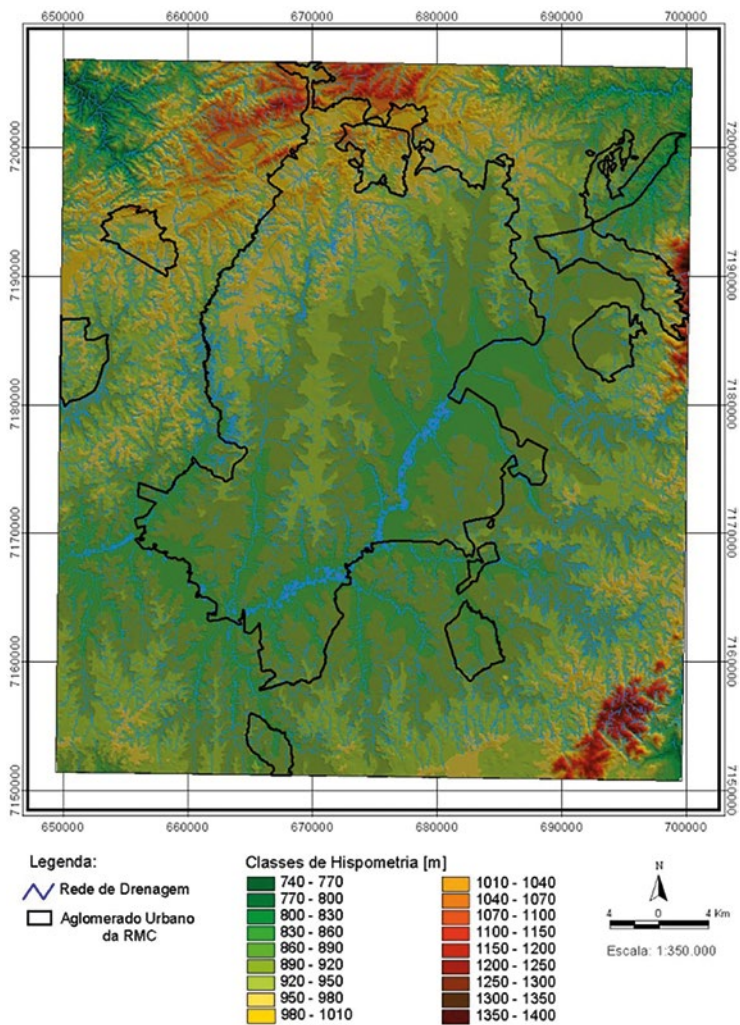 650000 660000 670000 680000 690000 700000
7200000 7200000
7190000 7190000
7180000 7180000
7170000 7170000
7160000 7160000
7150000 7150000
650000 660000 670000 680000 690000 700000
Legenda:
Rede de Drenagem
Aglomerado Urbano
da RMC
Classes de Hispometria [m]
740 - 770
770 - 800
800 - 830
830 - 860
860 - 890
890 - 920
920 - 950
950 - 980
980 - 1010
1010 - 1040
1040 - 1070
1070 - 1100
1100 - 1150
1150 - 1200
1200 - 1250
1250 - 1300
1300 - 1350
1350 - 1400
N
4 0 4 Km
Escala: 1:350.000